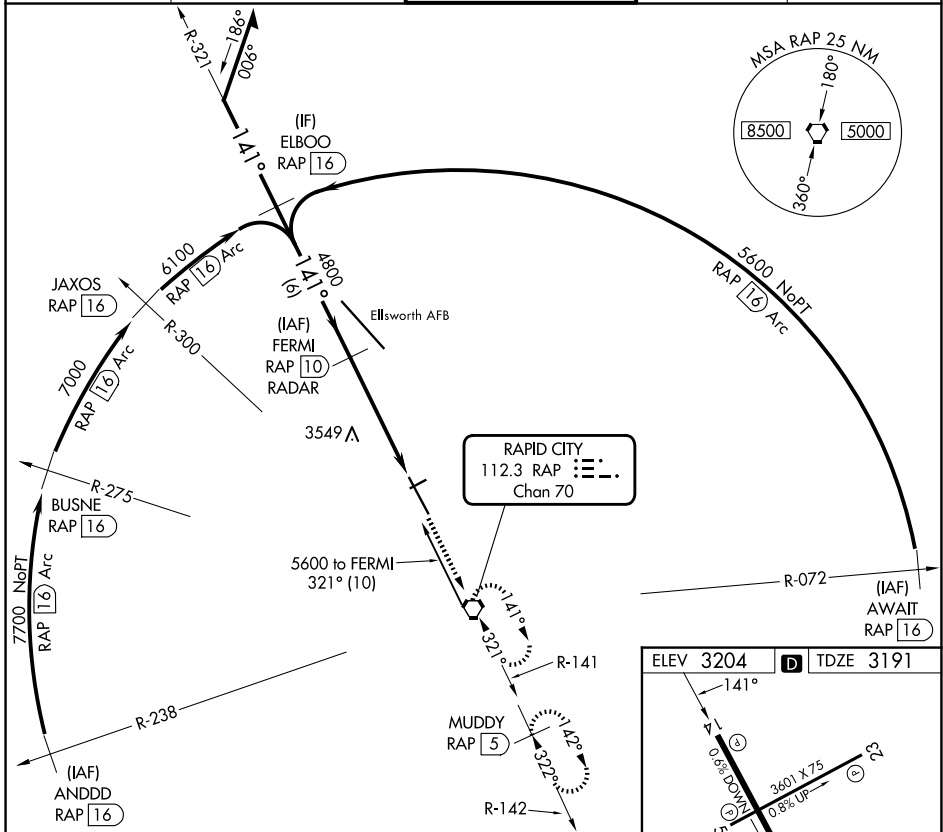 R-321
186°
006°
141°
(IF)
ELBOO
RAP 16
MSA RAP 25 NM
180°
8500
5000
360°
6100
RAP 16 Arc
5600 NoPT
RAP 16 Arc
JAXOS
RAP 16
R-300
141°
4800
(6)
Ellsworth AFB
(IAF)
FERMI
RAP 10
RADAR
7000
RAP 16 Arc
3549
RAPID CITY
112.3 RAP
Chan 70
R-275
BUSNE
RAP 16
5600 to FERMI
321° (10)
7700 NoPT
RAP 16 Arc
R-072
(IAF)
AWAIT
RAP 16
141°
321°
R-141
R-238
MUDDY
RAP 5
142°
322°
R-142
(IAF)
ANDDD
RAP 16
ELEV 3204 D TDZE 3191
141°
14
P
0.6% DOWN
3601 X 75
0.8% UP
23
P
P
5